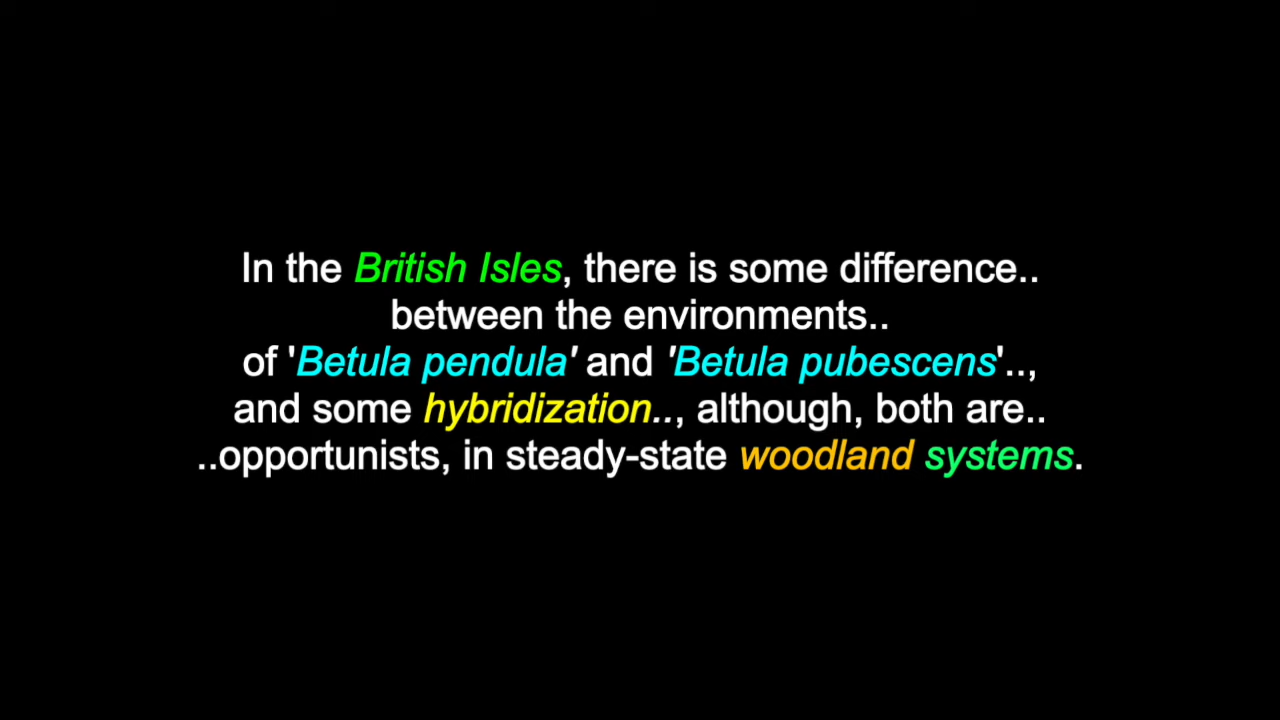 In the British Isles, there is some difference..
between the environments..
of 'Betula pendula' and 'Betula pubescens'..,
and some hybridization.., although, both are..
..opportunists, in steady-state woodland systems.